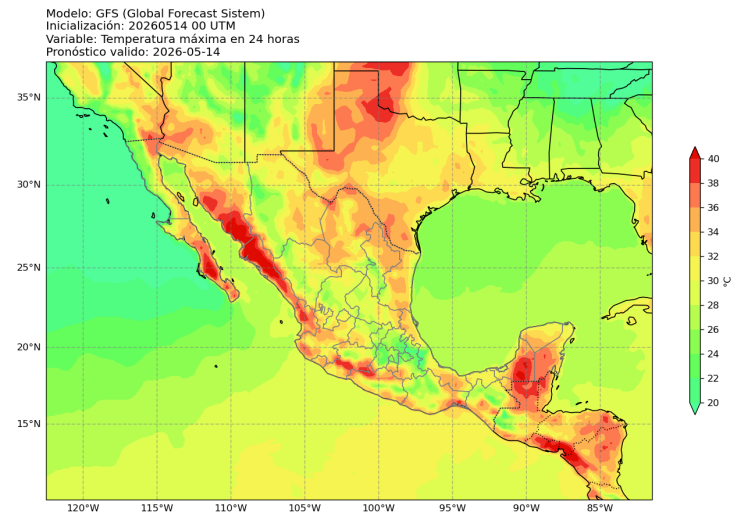 Modelo: GFS (Global Forecast Sistem)
Inicialización: 20260514 00 UTM
Variable: Temperatura máxima en 24 horas
Pronóstico valido: 2026-05-14
35°N
30°N
25°N
20°N
15°N
120°W 115°W 110°W 105°W 100°W 95°W 90°W 85°W
40
38
36
34
32
30
28
26
24
22
20
°C